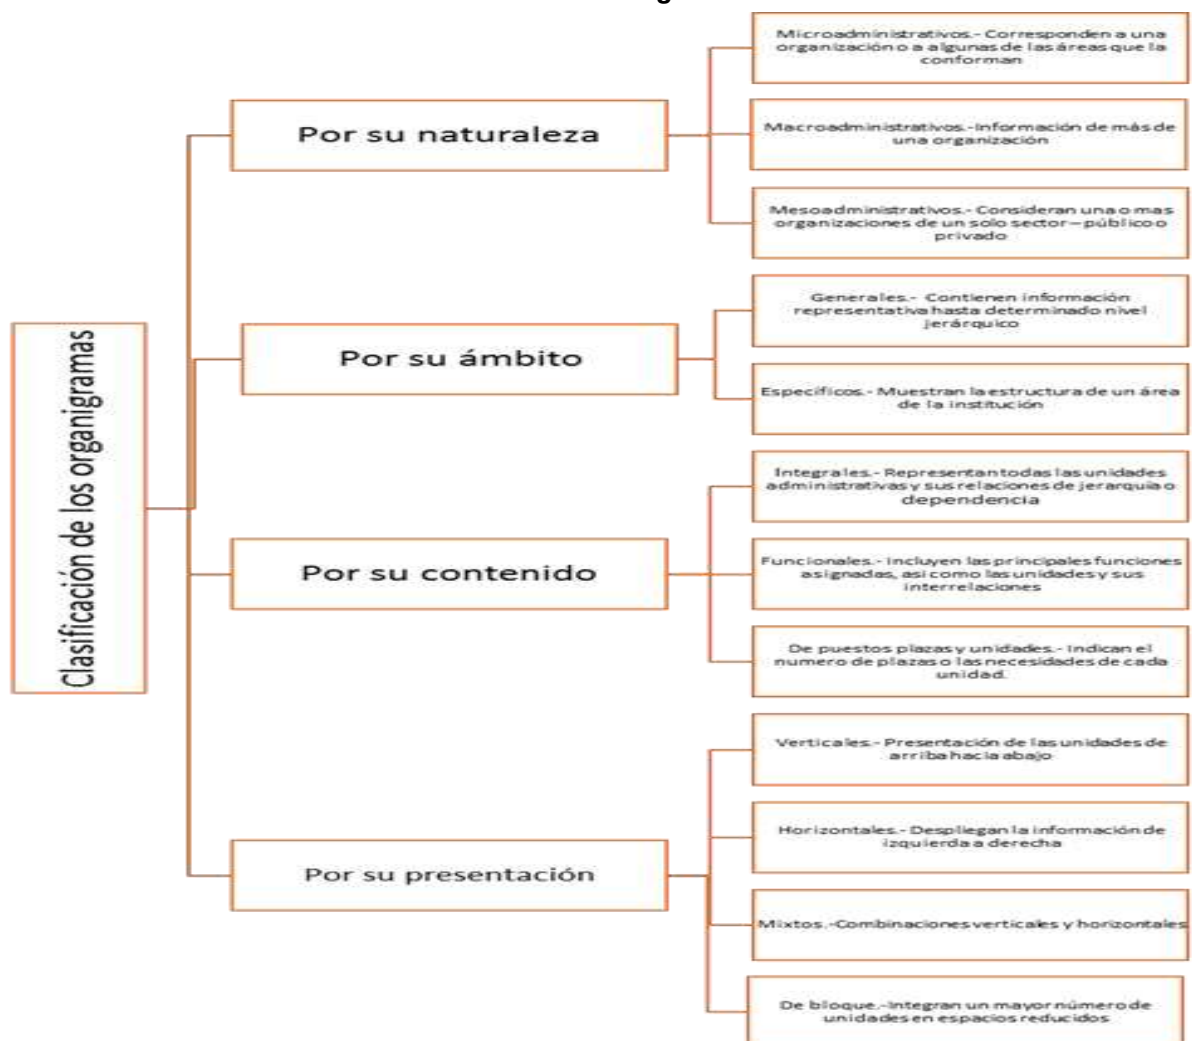 Clasificación de los organigramas
Por su naturaleza
Microadministrativos.- Corresponden a una
organización o a algunas de las áreas que la
conforman
Macroadministrativos.-Información de más de
una organización
Mesoadministrativos.- Consideran una o mas
organizaciones de un solo sector – público o
privado
Por su ámbito
Generales.- Contienen información
representativa hasta determinado nivel
jerárquico
Específicos.- Muestran la estructura de un área
de la institución
Por su contenido
Integrales.- Representan todas las unidades
administrativas y sus relaciones de jerarquía o
dependencia
Funcionales.- Incluyen las principales funciones
asignadas, así como las unidades y sus
interrelaciones
De puestos plazas y unidades.- Indican el
numero de plazas o las necesidades de cada
unidad.
Por su presentación
Verticales.- Presentación de las unidades de
arriba hacia abajo
Horizontales.- Despliegan la información de
izquierda a derecha
Mixtos.-Combinaciones verticales y horizontales
De bloque.-Integran un mayor número de
unidades en espacios reducidos